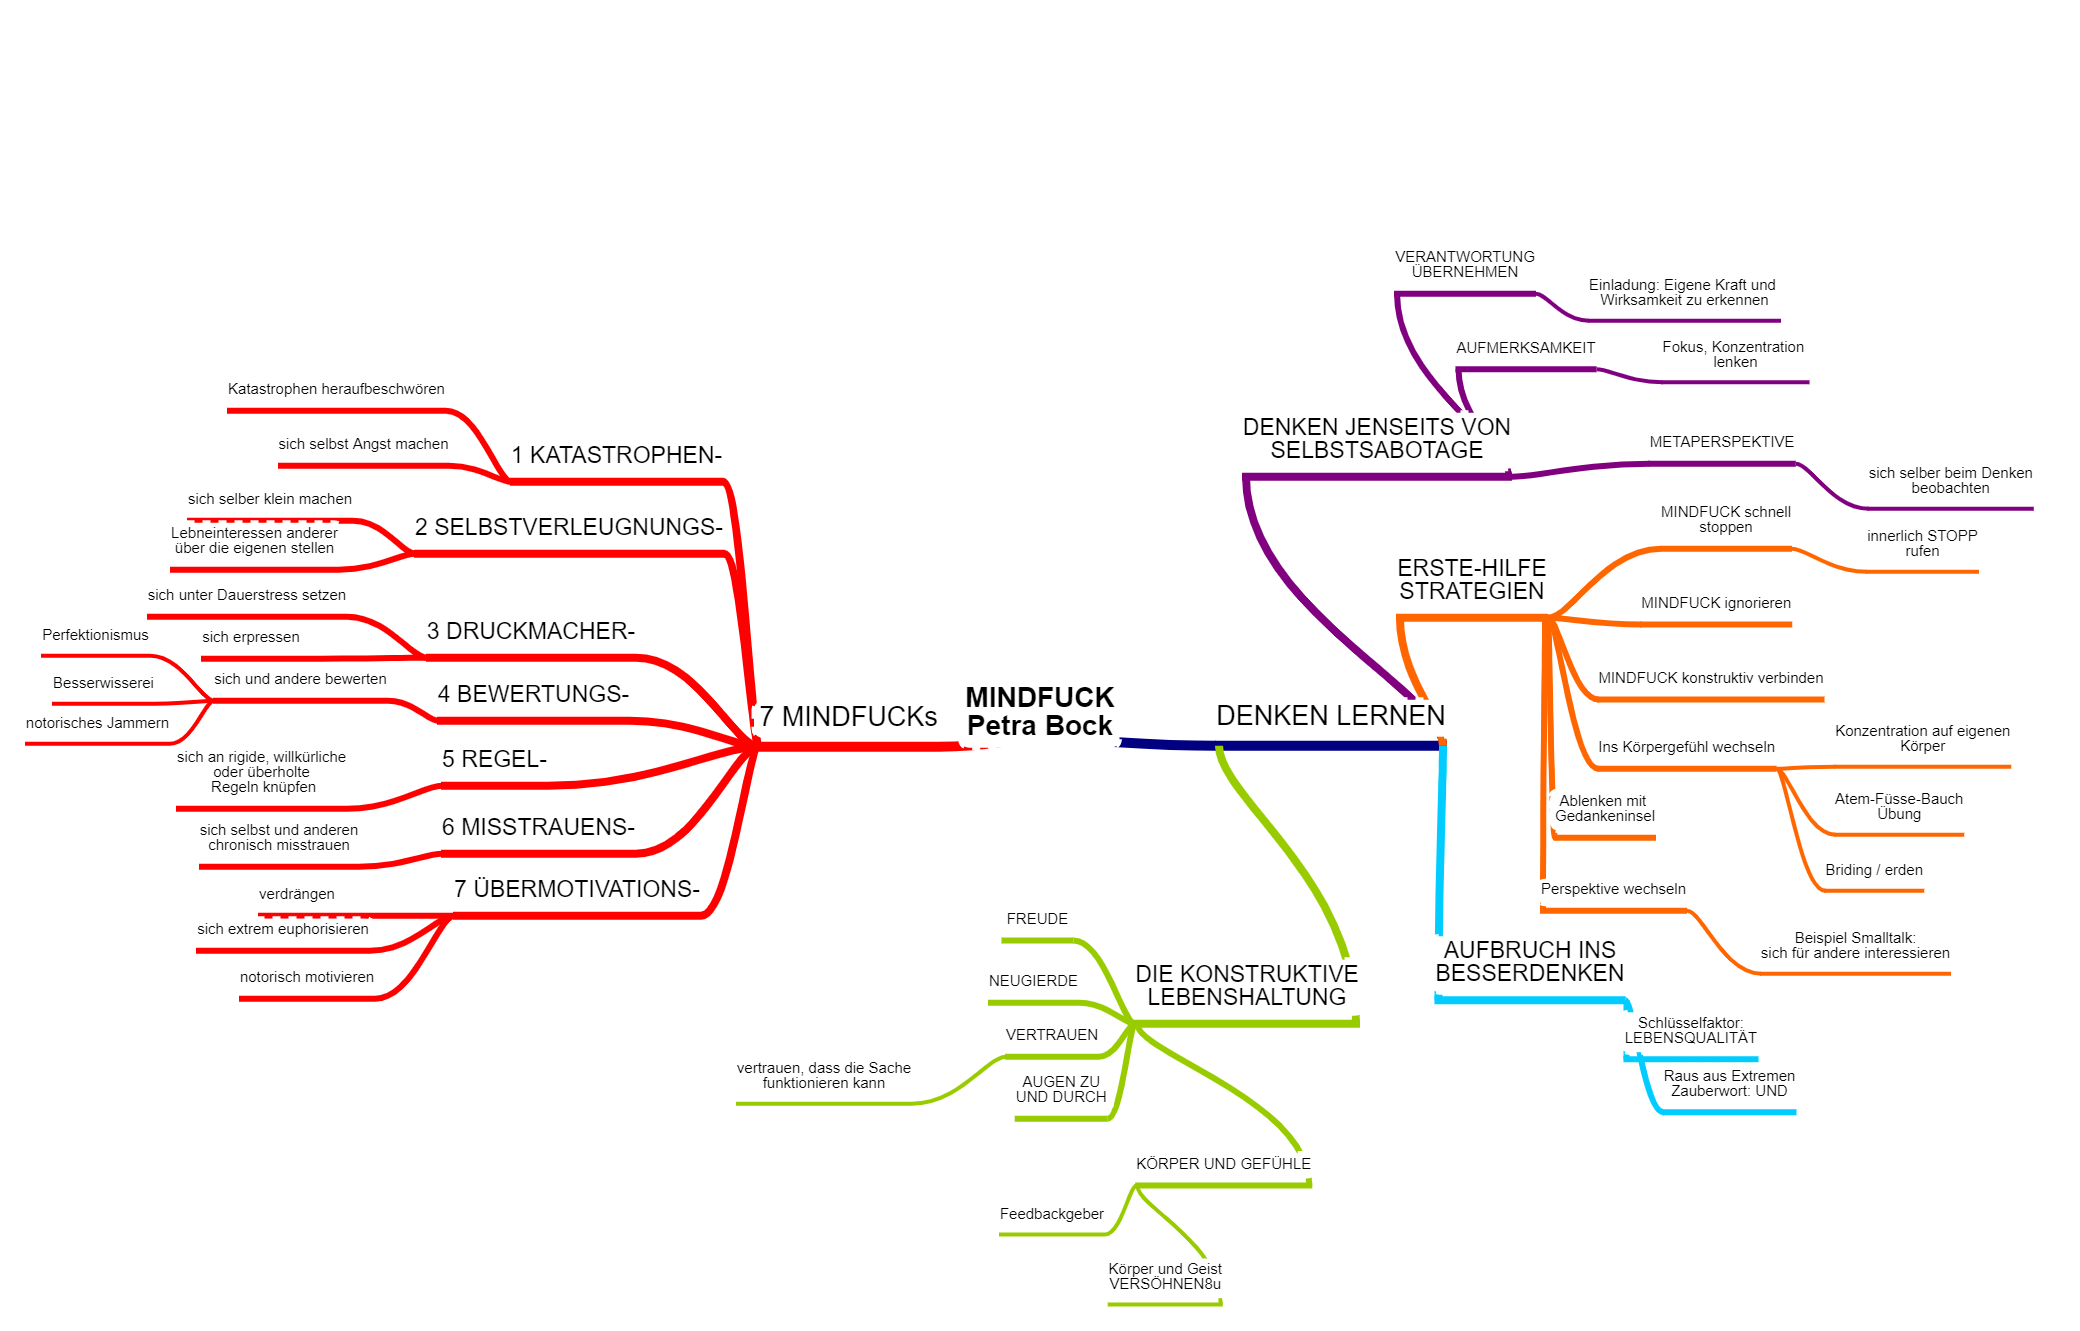 MINDFUCK
Petra Bock
7 MINDFUCKs
1 KATASTROPHEN-
Katastrophen heraufbeschwören
sich selbst Angst machen
2 SELBSTVERLEUGNUNGS-
sich selber klein machen
Lebneinteressen anderer
über die eigenen stellen
3 DRUCKMACHER-
sich unter Dauerstress setzen
sich erpressen
4 BEWERTUNGS-
sich und andere bewerten
Perfektionismus
Besserwisserei
notorisches Jammern
5 REGEL-
sich an rigide, willkürliche
oder überholte
Regeln knüpfen
6 MISSTRAUENS-
sich selbst und anderen
chronisch misstrauen
7 ÜBERMOTIVATIONS-
verdrängen
sich extrem euphorisieren
notorisch motivieren
DENKEN LERNEN
DENKEN JENSEITS VON
SELBSTSABOTAGE
VERANTWORTUNG
ÜBERNEHMEN
Einladung: Eigene Kraft und
Wirksamkeit zu erkennen
AUFMERKSAMKEIT
Fokus, Konzentration
lenken
METAPERSPEKTIVE
sich selber beim Denken
beobachten
ERSTE-HILFE
STRATEGIEN
MINDFUCK schnell
stoppen
innerlich STOPP
rufen
MINDFUCK ignorieren
MINDFUCK konstruktiv verbinden
Ins Körpergefühl wechseln
Konzentration auf eigenen
Körper
Atem-Füsse-Bauch
Übung
Briding / erden
Ablenken mit
Gedankeninsel
Perspektive wechseln
Beispiel Smalltalk:
sich für andere interessieren
AUFBRUCH INS
BESSERDENKEN
Schlüsselfaktor:
LEBENSQUALITÄT
Raus aus Extremen
Zauberwort: UND
DIE KONSTRUKTIVE
LEBENSHALTUNG
FREUDE
NEUGIERDE
VERTRAUEN
vertrauen, dass die Sache
funktionieren kann
AUGEN ZU
UND DURCH
KÖRPER UND GEFÜHLE
Feedbackgeber
Körper und Geist
VERSÖHNEN8u